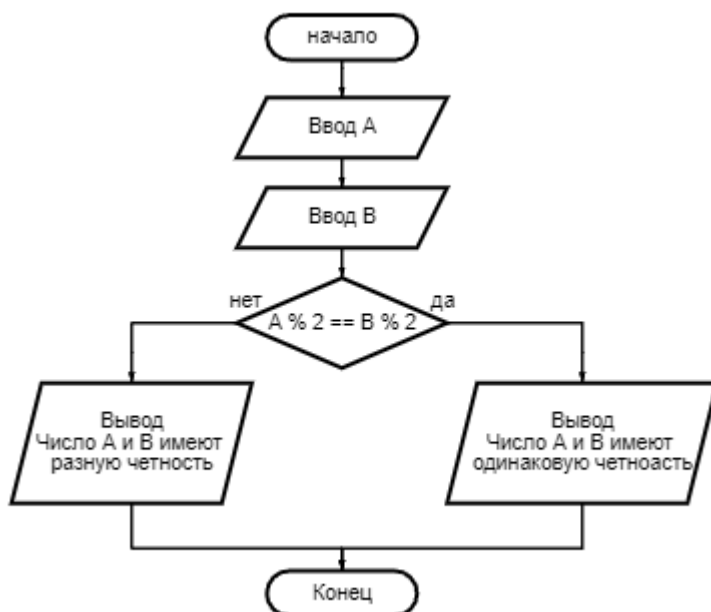 начало
Ввод A
Ввод B
нет
да
A % 2 == B % 2
Вывод
Число A и B имеют
разную четность
Вывод
Число A и B имеют
одинаковую четноасть
Конец